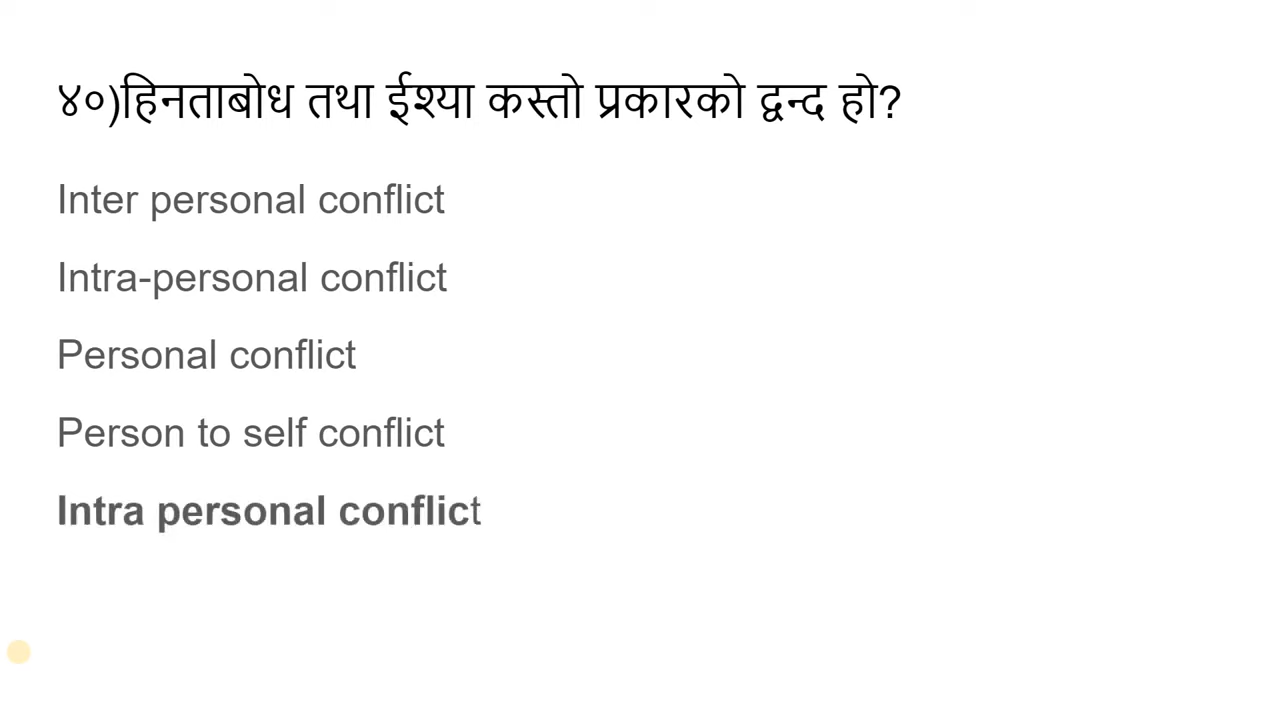 ४०)हिनताबोध तथा ईश्या कस्तो प्रकारको द्वन्द हो?
Inter personal conflict
Intra-personal conflict
Personal conflict
Person to self conflict
Intra personal conflict